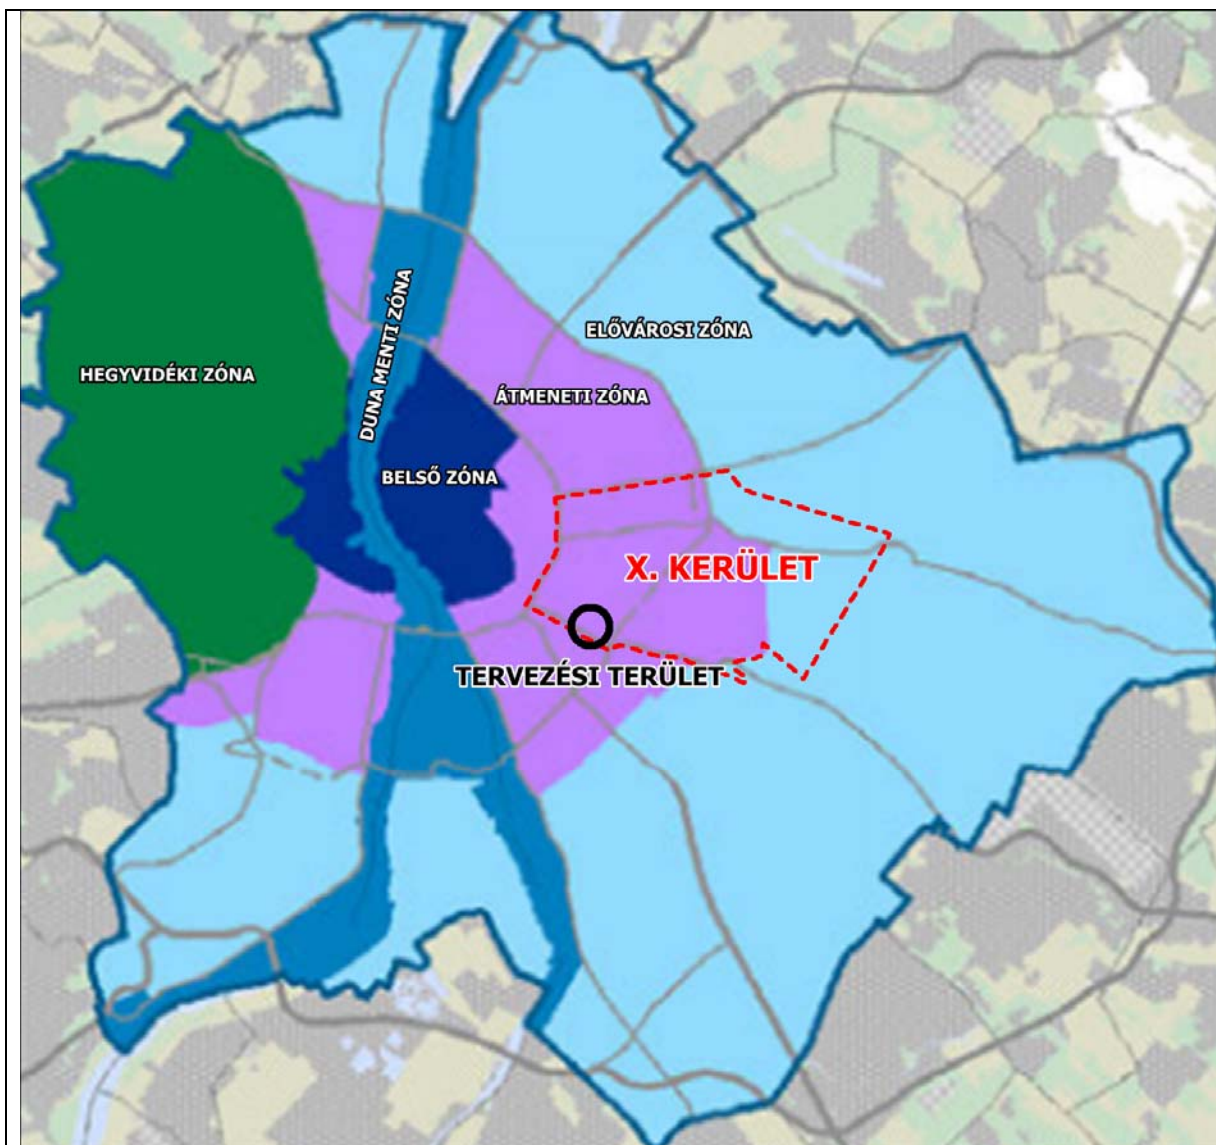 DUNA MENTI ZÓNA
ELŐVÁROSI ZÓNA
HEGYVIDÉKI ZÓNA
ÁTMENETI ZÓNA
BELSŐ ZÓNA
X. KERÜLET
TERVEZÉSI TERÜLET